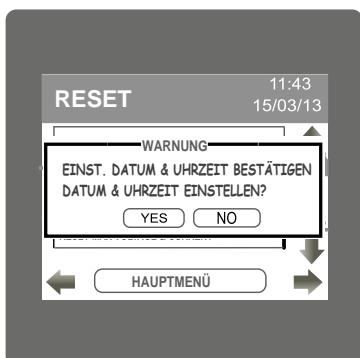 RESET
11:43
15/03/13
WARNUNG
EINST. DATUM & UHRZEIT BESTÄTIGEN
DATUM & UHRZEIT EINSTELLEN?
YES NO
HAUPTMENÜ